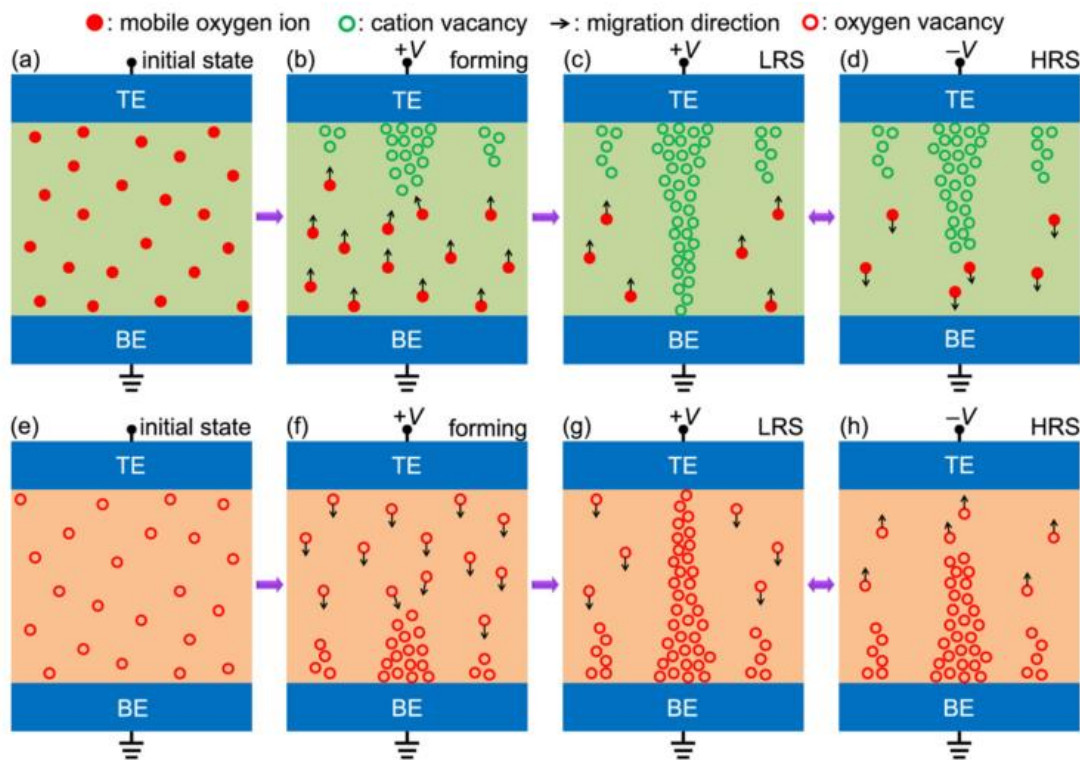 : mobile oxygen ion : cation vacancy : migration direction : oxygen vacancy
(a) initial state
TE
BE
(b) +V forming
TE
BE
(c) +V LRS
TE
BE
(d) −V HRS
TE
BE
(e) initial state
TE
BE
(f) +V forming
TE
BE
(g) +V LRS
TE
BE
(h) −V HRS
TE
BE